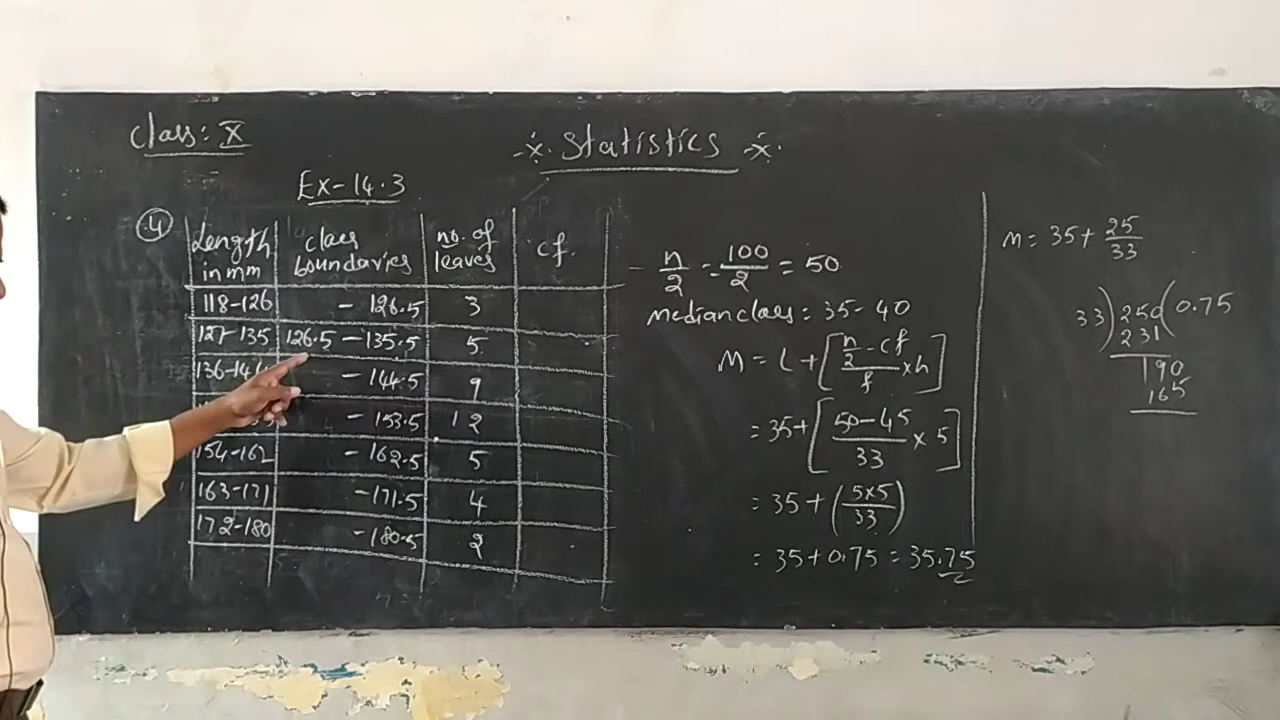 Class: X
Statistics
Ex-14.3
4
Length in mm | class boundaries | no. of leaves | cf.
118-126 | - 126.5 | 3
127-135 | 126.5 - 135.5 | 5
136-144 | - 144.5 | 9
- 153.5 | 12
154-162 | - 162.5 | 5
163-171 | - 171.5 | 4
172-180 | - 180.5 | 2
n/2 = 100/2 = 50
median class: 35-40
M = l + [(n/2 - cf)/f × h]
= 35 + [(50-45)/33 × 5]
= 35 + (5×5/33)
= 35 + 0.75 = 35.75
M = 35 + 25/33
33) 250 (0.75
231
190
165